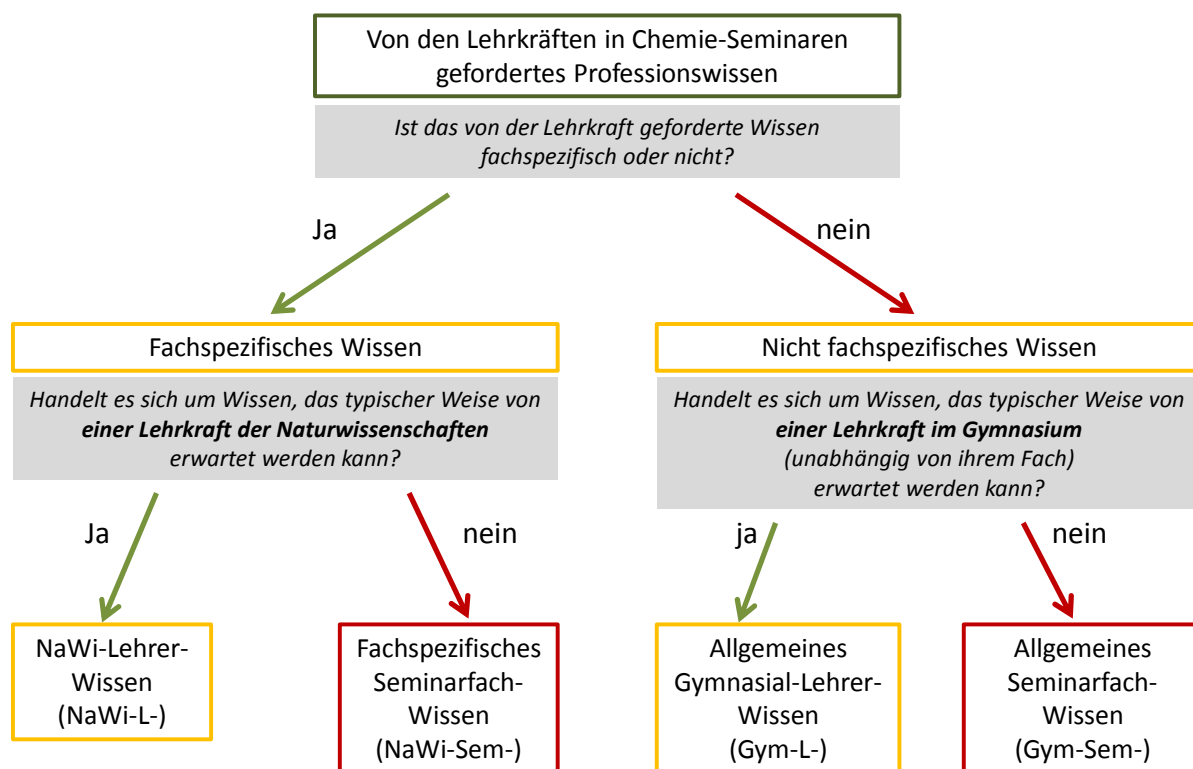 Von den Lehrkräften in Chemie-Seminaren
gefordertes Professionswissen
Ist das von der Lehrkraft geforderte Wissen
fachspezifisch oder nicht?
Ja
nein
Fachspezifisches Wissen
Handelt es sich um Wissen, das typischer Weise von
einer Lehrkraft der Naturwissenschaften
erwartet werden kann?
Nicht fachspezifisches Wissen
Handelt es sich um Wissen, das typischer Weise von
einer Lehrkraft im Gymnasium
(unabhängig von ihrem Fach)
erwartet werden kann?
Ja
nein
ja
nein
NaWi-Lehrer-
Wissen
(NaWi-L-)
Fachspezifisches
Seminarfach-
Wissen
(NaWi-Sem-)
Allgemeines
Gymnasial-Lehrer-
Wissen
(Gym-L-)
Allgemeines
Seminarfach-
Wissen
(Gym-Sem-)